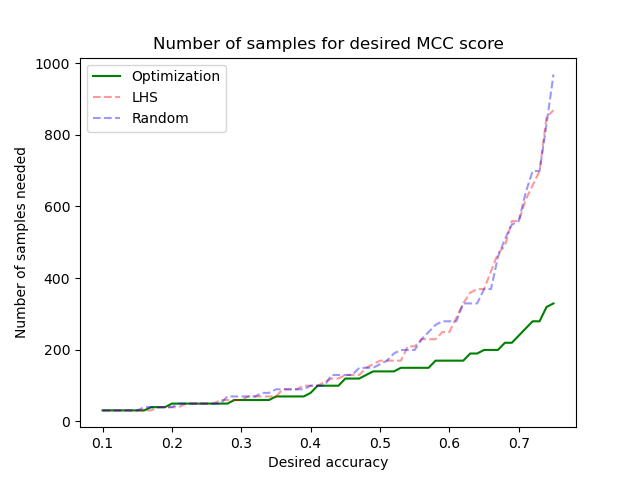 Number of samples for desired MCC score
Number of samples needed
1000
800
600
400
200
0
Optimization
LHS
Random
0.1 0.2 0.3 0.4 0.5 0.6 0.7
Desired accuracy